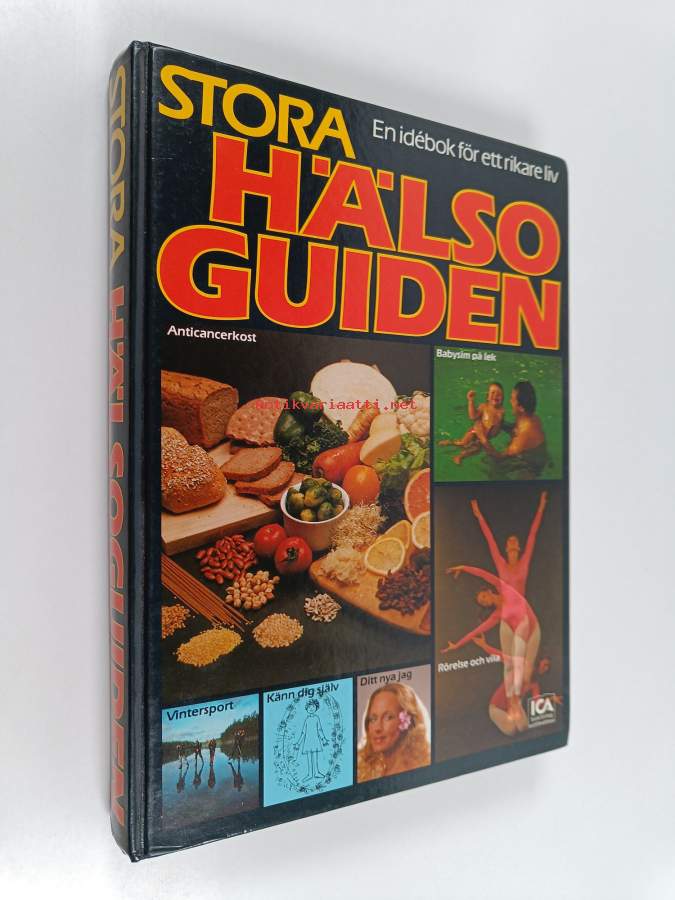 STORA
En idébok för ett rikare liv
HÄLSO
GUIDEN
Anticancerkost
Babysim på lek
Antikvariaatti.net
Rörelse och vila
Vintersport
Känn dig själv
Ditt nya jag
ICA
STORA HÄLSOGUIDEN